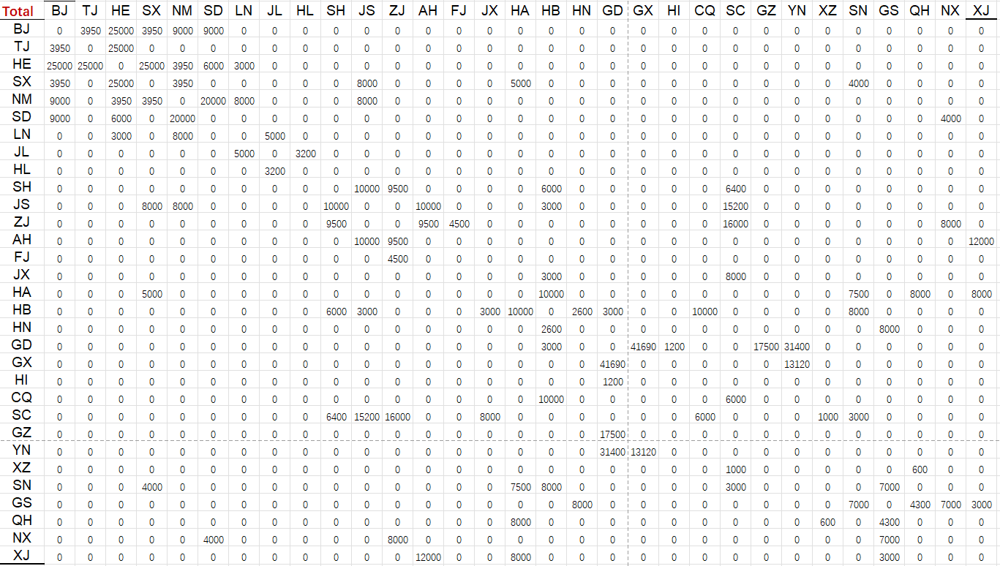 Total BJ TJ HE SX NM SD LN JL HL SH JS ZJ AH FJ JX HA HB HN GD GX HI CQ SC GZ YN XZ SN GS QH NX XJ
BJ 0 3950 25000 3950 9000 9000 0 0 0 0 0 0 0 0 0 0 0 0 0 0 0 0 0 0 0 0 0 0 0 0 0
TJ 3950 0 25000 0 0 0 0 0 0 0 0 0 0 0 0 0 0 0 0 0 0 0 0 0 0 0 0 0 0 0 0
HE 25000 25000 0 25000 3950 6000 3000 0 0 0 0 0 0 0 0 0 0 0 0 0 0 0 0 0 0 0 0 0 0 0 0
SX 3950 0 25000 0 3950 0 0 0 0 0 8000 0 0 0 0 5000 0 0 0 0 0 0 0 0 0 0 4000 0 0 0 0
NM 9000 0 3950 3950 0 20000 8000 0 0 0 8000 0 0 0 0 0 0 0 0 0 0 0 0 0 0 0 0 0 0 0 0
SD 9000 0 6000 0 20000 0 0 0 0 0 0 0 0 0 0 0 0 0 0 0 0 0 0 0 0 0 0 0 0 4000 0
LN 0 0 3000 0 8000 0 0 5000 0 0 0 0 0 0 0 0 0 0 0 0 0 0 0 0 0 0 0 0 0 0 0
JL 0 0 0 0 0 0 5000 0 3200 0 0 0 0 0 0 0 0 0 0 0 0 0 0 0 0 0 0 0 0 0 0
HL 0 0 0 0 0 0 0 3200 0 0 0 0 0 0 0 0 0 0 0 0 0 0 0 0 0 0 0 0 0 0 0
SH 0 0 0 0 0 0 0 0 0 0 10000 9500 0 0 0 0 6000 0 0 0 0 0 6400 0 0 0 0 0 0 0 0
JS 0 0 0 8000 8000 0 0 0 0 10000 0 0 10000 0 0 0 3000 0 0 0 0 0 15200 0 0 0 0 0 0 0 0
ZJ 0 0 0 0 0 0 0 0 0 9500 0 0 9500 4500 0 0 0 0 0 0 0 0 16000 0 0 0 0 0 0 8000 0
AH 0 0 0 0 0 0 0 0 0 0 10000 9500 0 0 0 0 0 0 0 0 0 0 0 0 0 0 0 0 0 0 12000
FJ 0 0 0 0 0 0 0 0 0 0 0 4500 0 0 0 0 0 0 0 0 0 0 0 0 0 0 0 0 0 0 0
JX 0 0 0 0 0 0 0 0 0 0 0 0 0 0 0 0 3000 0 0 0 0 0 8000 0 0 0 0 0 0 0 0
HA 0 0 0 5000 0 0 0 0 0 0 0 0 0 0 0 0 10000 0 0 0 0 0 0 0 0 0 7500 0 8000 0 8000
HB 0 0 0 0 0 0 0 0 0 6000 3000 0 0 0 3000 10000 0 2600 3000 0 0 10000 0 0 0 0 8000 0 0 0 0
HN 0 0 0 0 0 0 0 0 0 0 0 0 0 0 0 0 2600 0 0 0 0 0 0 0 0 0 0 8000 0 0 0
GD 0 0 0 0 0 0 0 0 0 0 0 0 0 0 0 0 3000 0 0 41690 1200 0 0 17500 31400 0 0 0 0 0 0
GX 0 0 0 0 0 0 0 0 0 0 0 0 0 0 0 0 0 0 41690 0 0 0 0 0 13120 0 0 0 0 0 0
HI 0 0 0 0 0 0 0 0 0 0 0 0 0 0 0 0 0 0 1200 0 0 0 0 0 0 0 0 0 0 0 0
CQ 0 0 0 0 0 0 0 0 0 0 0 0 0 0 0 0 10000 0 0 0 0 0 6000 0 0 0 0 0 0 0 0
SC 0 0 0 0 0 0 0 0 0 6400 15200 16000 0 0 8000 0 0 0 0 0 0 6000 0 0 0 1000 3000 0 0 0 0
GZ 0 0 0 0 0 0 0 0 0 0 0 0 0 0 0 0 0 0 17500 0 0 0 0 0 0 0 0 0 0 0 0
YN 0 0 0 0 0 0 0 0 0 0 0 0 0 0 0 0 0 0 31400 13120 0 0 0 0 0 0 0 0 0 0 0
XZ 0 0 0 0 0 0 0 0 0 0 0 0 0 0 0 0 0 0 0 0 0 0 1000 0 0 0 0 0 600 0 0
SN 0 0 0 4000 0 0 0 0 0 0 0 0 0 0 0 7500 8000 0 0 0 0 0 3000 0 0 0 0 7000 0 0 0
GS 0 0 0 0 0 0 0 0 0 0 0 0 0 0 0 0 0 8000 0 0 0 0 0 0 0 0 7000 0 4300 7000 3000
QH 0 0 0 0 0 0 0 0 0 0 0 0 0 0 0 8000 0 0 0 0 0 0 0 0 0 600 0 4300 0 0 0
NX 0 0 0 0 0 4000 0 0 0 0 0 8000 0 0 0 0 0 0 0 0 0 0 0 0 0 0 0 7000 0 0 0
XJ 0 0 0 0 0 0 0 0 0 0 0 0 12000 0 0 8000 0 0 0 0 0 0 0 0 0 0 0 3000 0 0 0